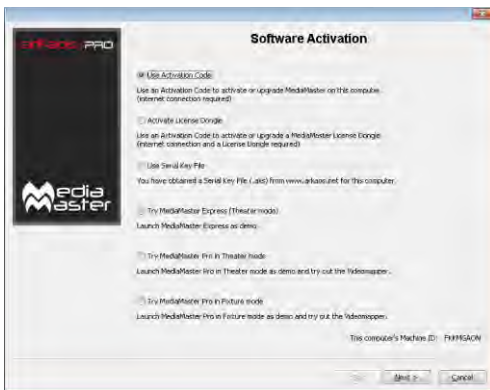 arkaos PRO
Software Activation
Use Activation Code
Use an Activation Code to activate or upgrade MediaMaster on this computer.
(internet connection required)
Activate License Dongle
Use an Activation Code to activate or upgrade a MediaMaster License Dongle
(internet connection and a License Dongle required)
Use Serial Key File
You have obtained a Serial Key File (.aks) from www.arkaos.net for this computer.
Media
Master
Try MediaMaster Express (Theater mode)
Launch MediaMaster Express as demo.
Try MediaMaster Pro in Theater mode
Launch MediaMaster Pro in Theater mode as demo and try out the Videomapper.
Try MediaMaster Pro in Fixture mode
Launch MediaMaster Pro in Fixture mode as demo and try out the Videomapper.
This computer's Machine ID:
Next > Cancel